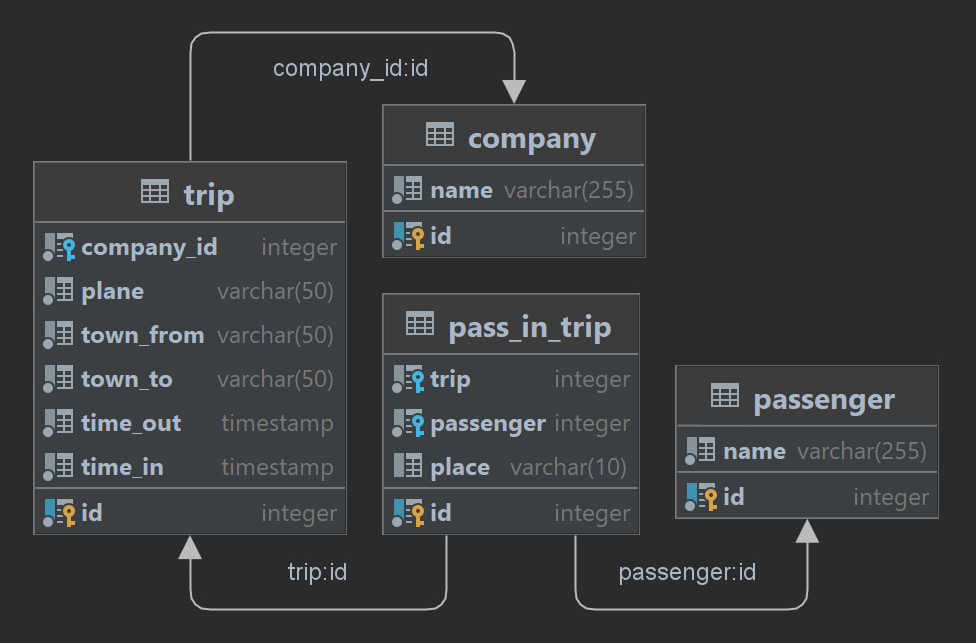 company_id:id
company
name varchar(255)
id integer
trip
company_id integer
plane varchar(50)
town_from varchar(50)
town_to varchar(50)
time_out timestamp
time_in timestamp
id integer
pass_in_trip
trip integer
passenger integer
place varchar(10)
id integer
passenger
name varchar(255)
id integer
trip:id
passenger:id